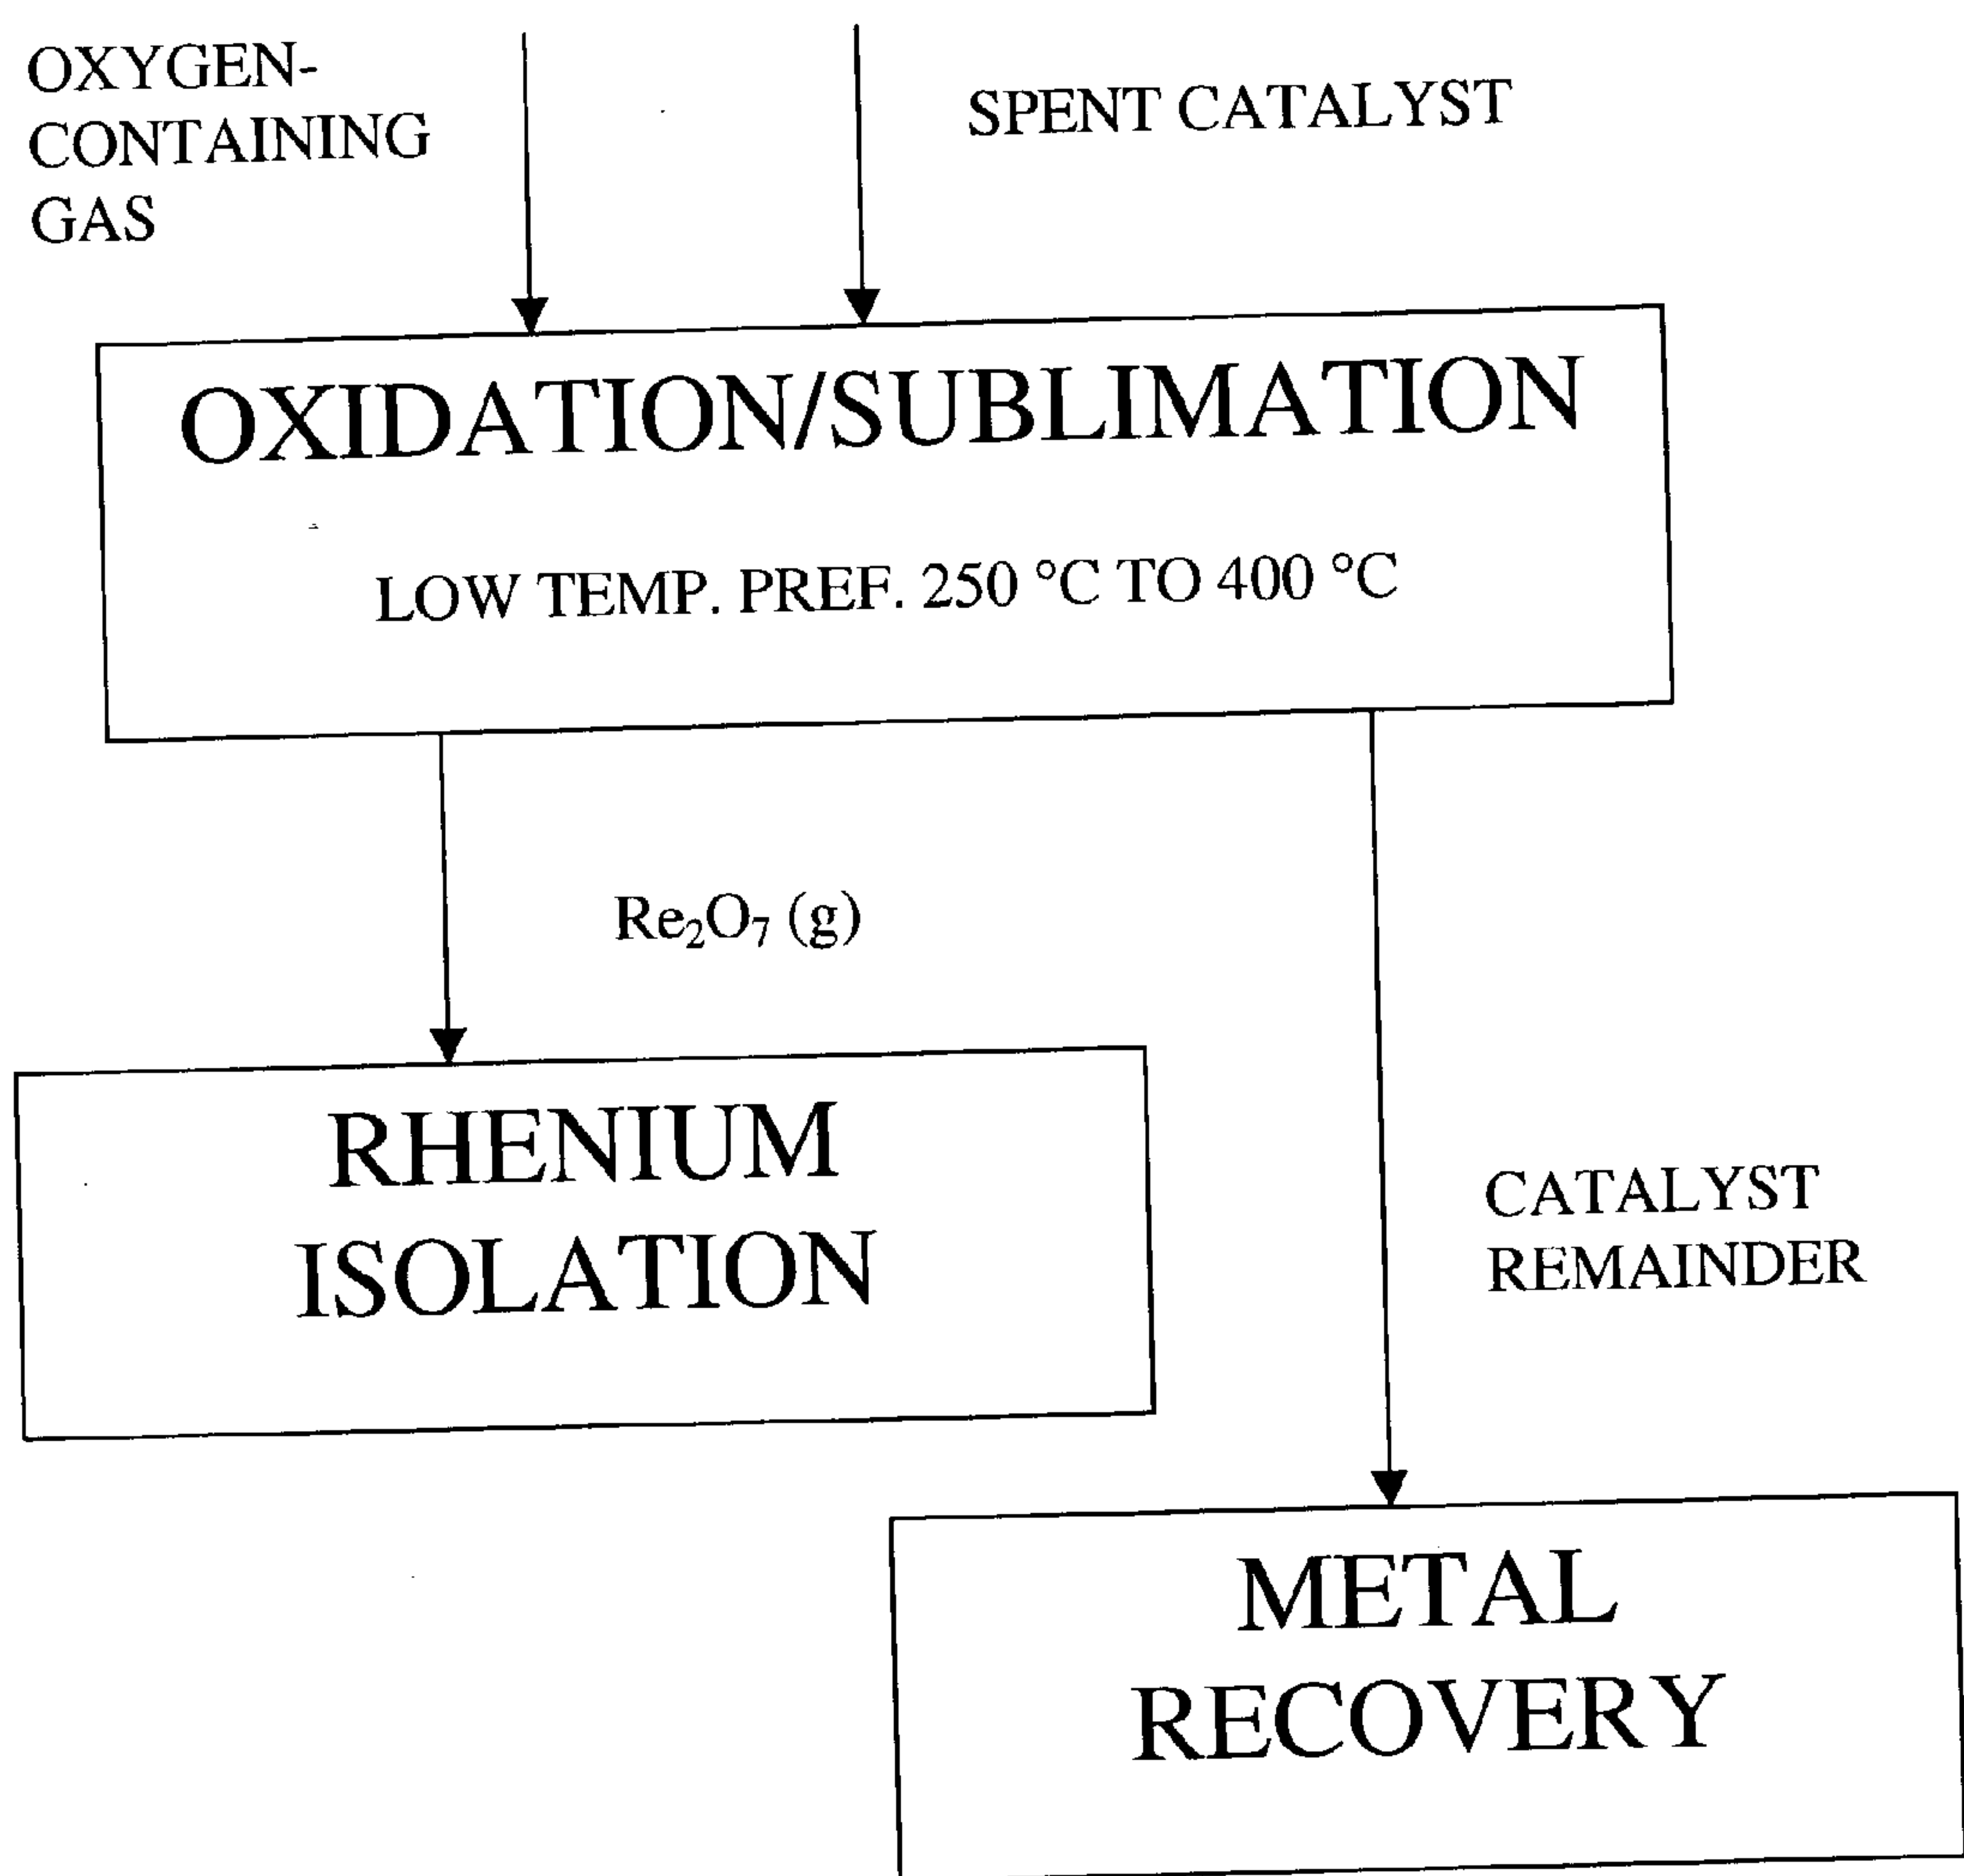 OXYGEN-
CONTAINING
GAS
SPENT CATALYST
OXIDATION/SUBLIMATION
LOW TEMP. PREF. 250 °C TO 400 °C
Re₂O₇ (g)
RHENIUM
ISOLATION
CATALYST
REMAINDER
METAL
RECOVERY